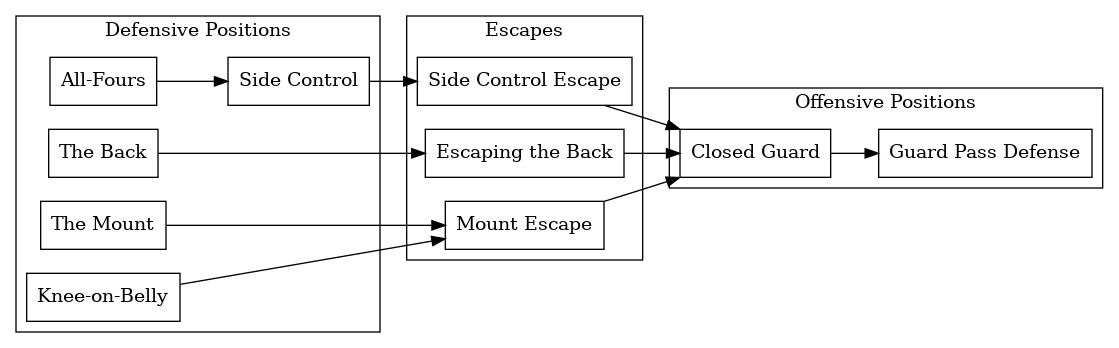 Defensive Positions
All-Fours
Side Control
The Back
The Mount
Knee-on-Belly
Escapes
Side Control Escape
Escaping the Back
Mount Escape
Offensive Positions
Closed Guard
Guard Pass Defense